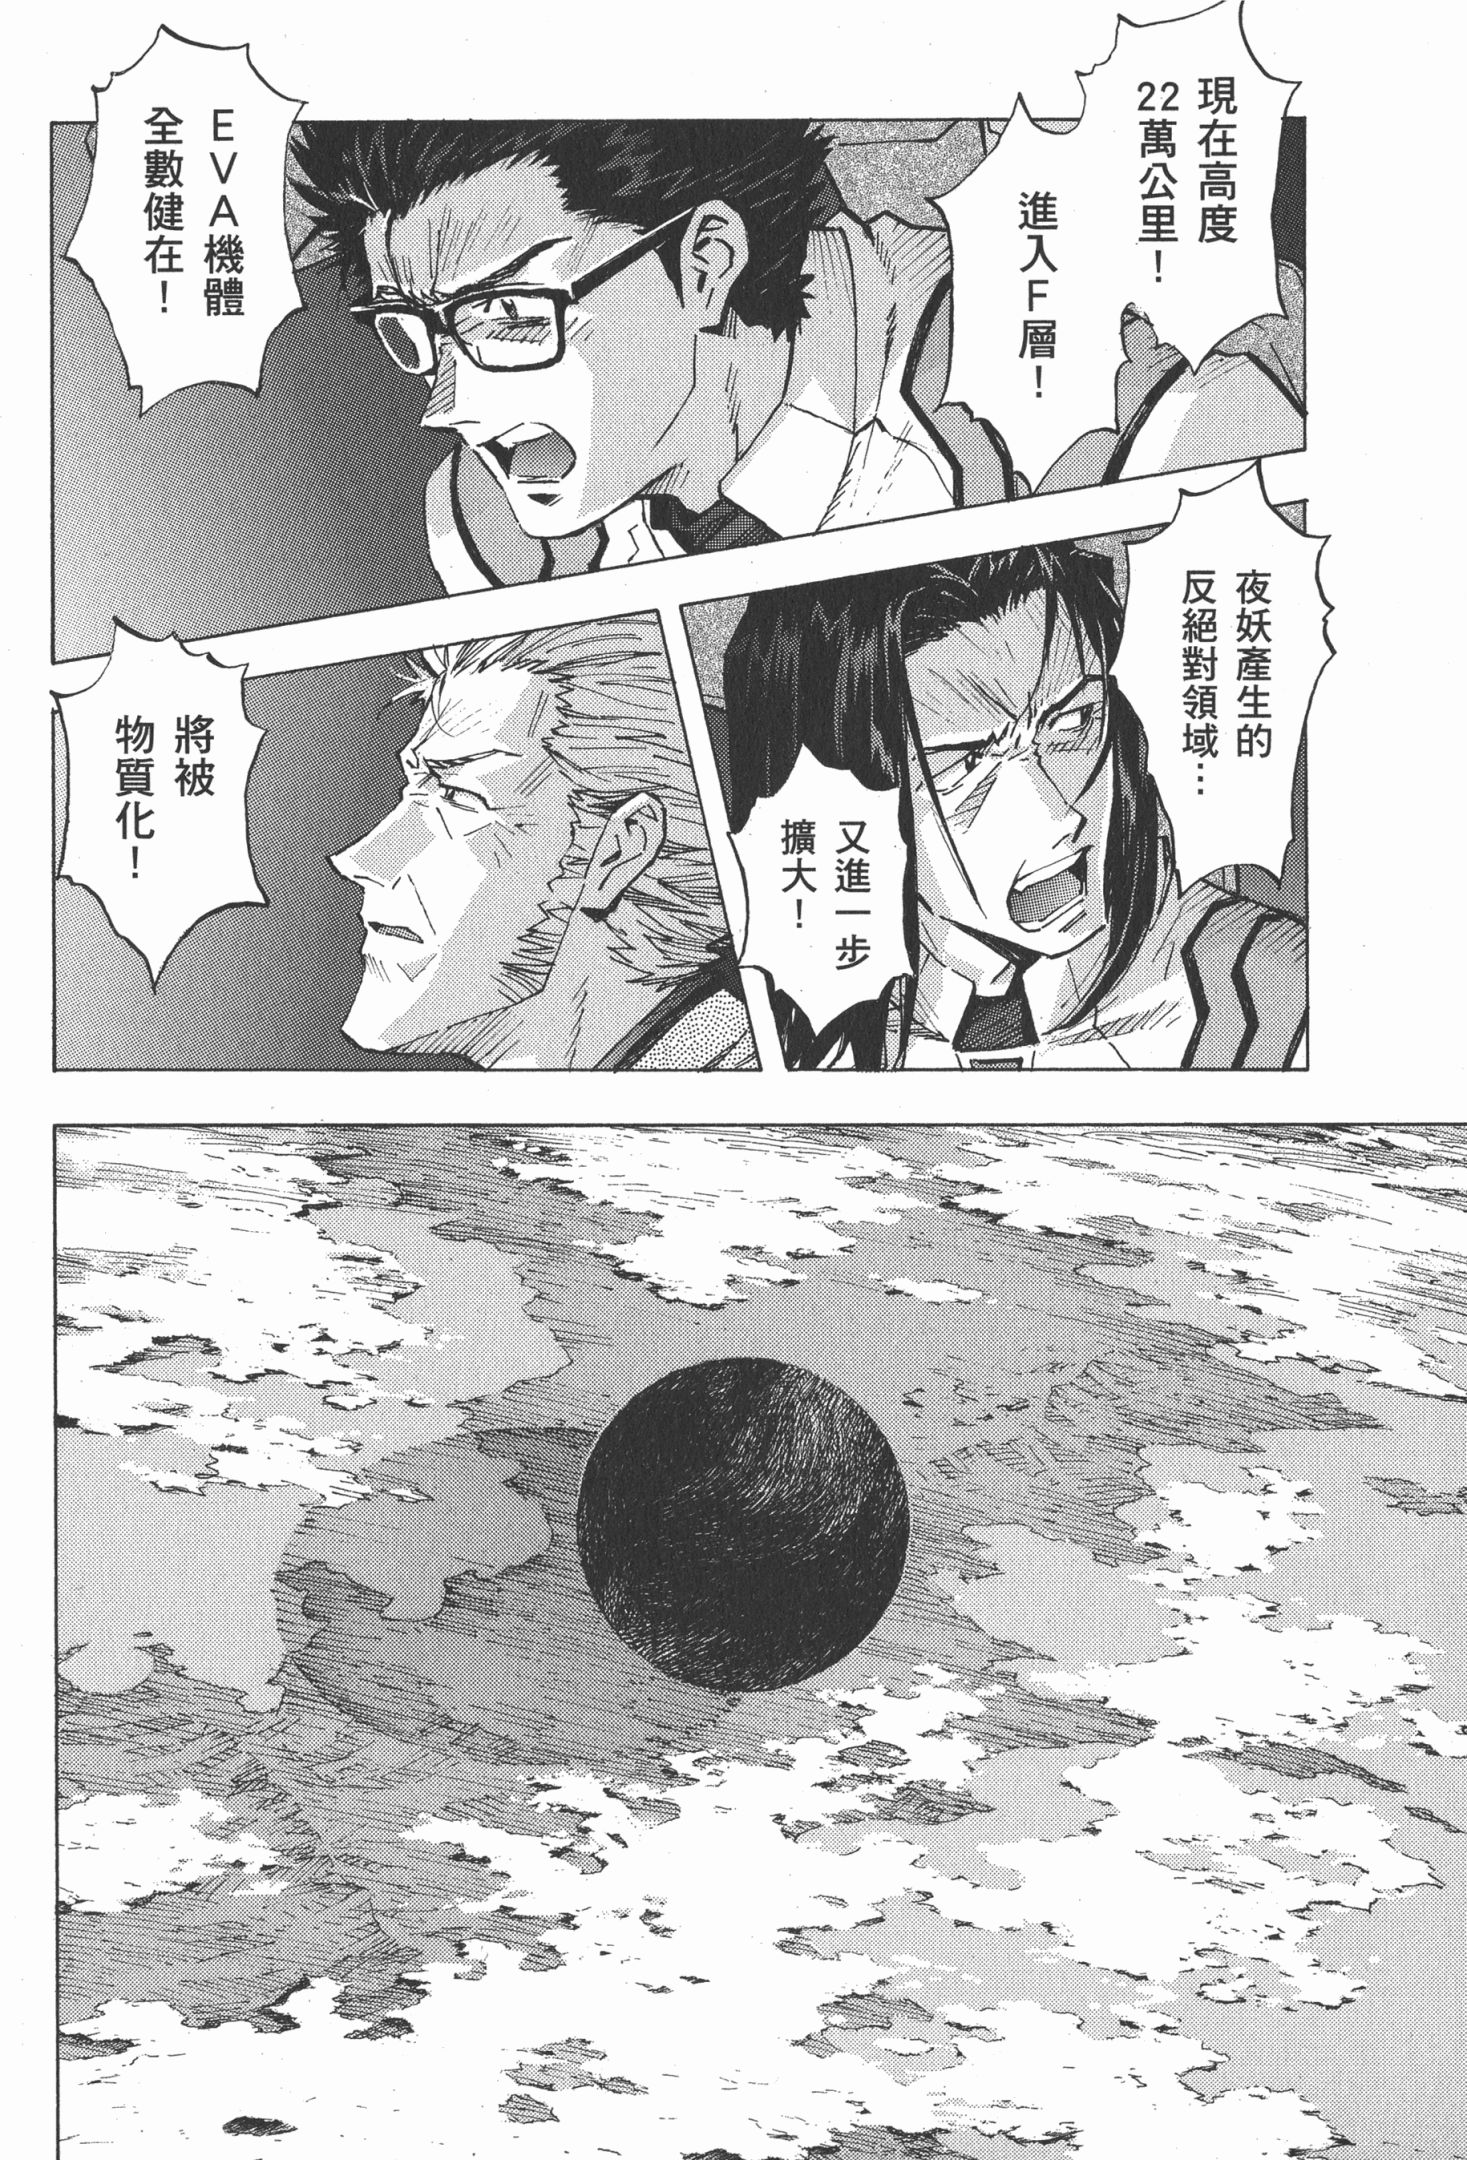 現在高度
22萬公里！
進入F層！
EVA機體
全數健在！
夜妖產生的
反絕對領域…
又進一步
擴大！
將被
物質化！